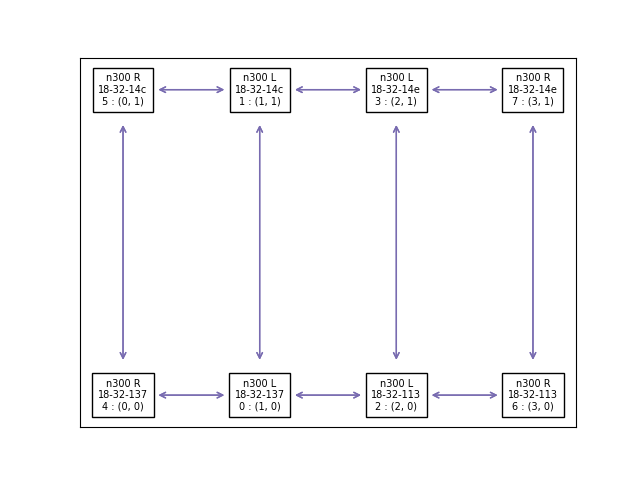 n300 R
18-32-14c
5 : (0, 1)
n300 L
18-32-14c
1 : (1, 1)
n300 L
18-32-14e
3 : (2, 1)
n300 R
18-32-14e
7 : (3, 1)
n300 R
18-32-137
4 : (0, 0)
n300 L
18-32-137
0 : (1, 0)
n300 L
18-32-113
2 : (2, 0)
n300 R
18-32-113
6 : (3, 0)